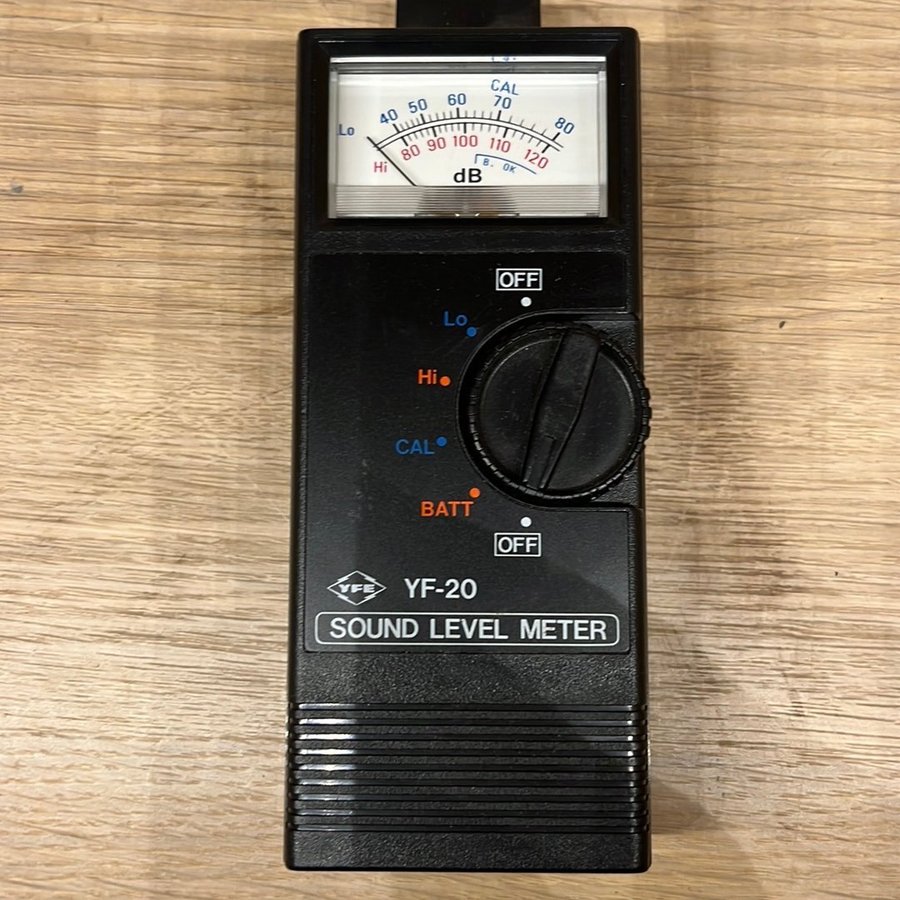 CAL
Lo 40 50 60 70 80
Hi 80 90 100 110 120
B. OK
dB
OFF
Lo
Hi
CAL
BATT
OFF
YFE YF-20
SOUND LEVEL METER